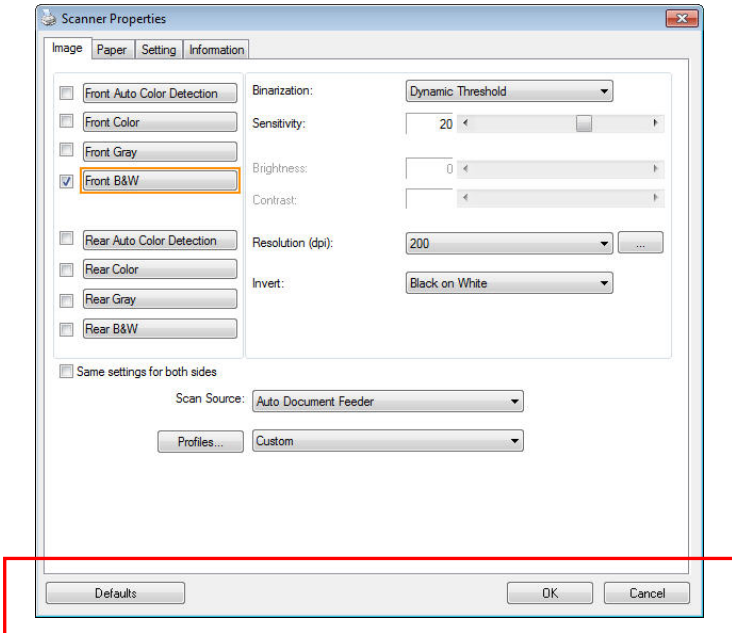 Scanner Properties
Image Paper Setting Information
Front Auto Color Detection
Front Color
Front Gray
Front B&W
Rear Auto Color Detection
Rear Color
Rear Gray
Rear B&W
Binarization: Dynamic Threshold
Sensitivity: 20
Brightness: 0
Contrast:
Resolution (dpi): 200 ...
Invert: Black on White
Same settings for both sides
Scan Source: Auto Document Feeder
Profiles... Custom
Defaults OK Cancel